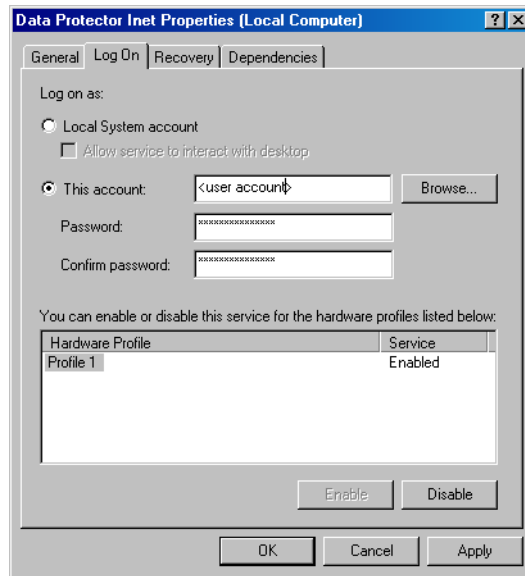 Data Protector Inet Properties (Local Computer)
General Log On Recovery Dependencies
Log on as:
Local System account
Allow service to interact with desktop
This account: <user account> Browse...
Password: ***************
Confirm password: ***************
You can enable or disable this service for the hardware profiles listed below:
Hardware Profile Service
Profile 1 Enabled
Enable Disable
OK Cancel Apply